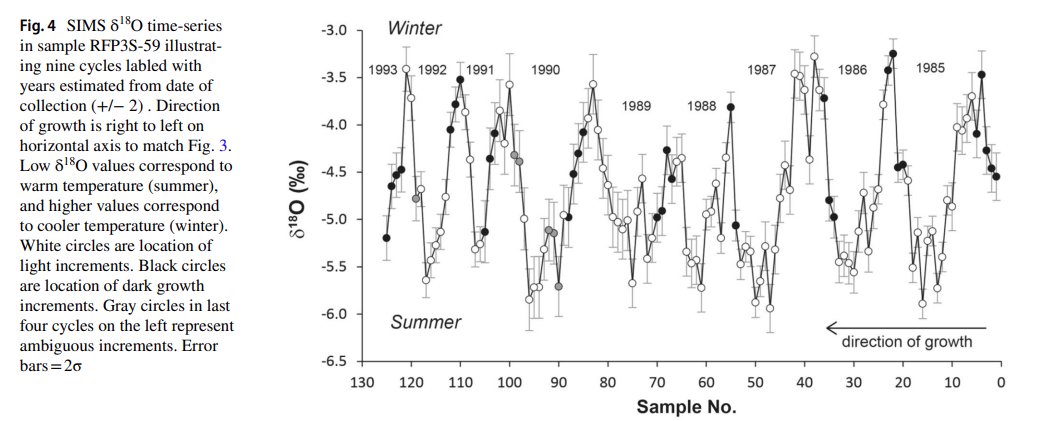 Fig. 4 SIMS δ18O time-series
in sample RFP3S-59 illustrat-
ing nine cycles labled with
years estimated from date of
collection (+/− 2) . Direction
of growth is right to left on
horizontal axis to match Fig. 3.
Low δ18O values correspond to
warm temperature (summer),
and higher values correspond
to cooler temperature (winter).
White circles are location of
light increments. Black circles
are location of dark growth
increments. Gray circles in last
four cycles on the left represent
ambiguous increments. Error
bars=2σ
δ18O (‰)
-3.0
-3.5
-4.0
-4.5
-5.0
-5.5
-6.0
-6.5
Winter
1993 1992 1991 1990 1989 1988 1987 1986 1985
Summer
direction of growth
130 120 110 100 90 80 70 60 50 40 30 20 10 0
Sample No.